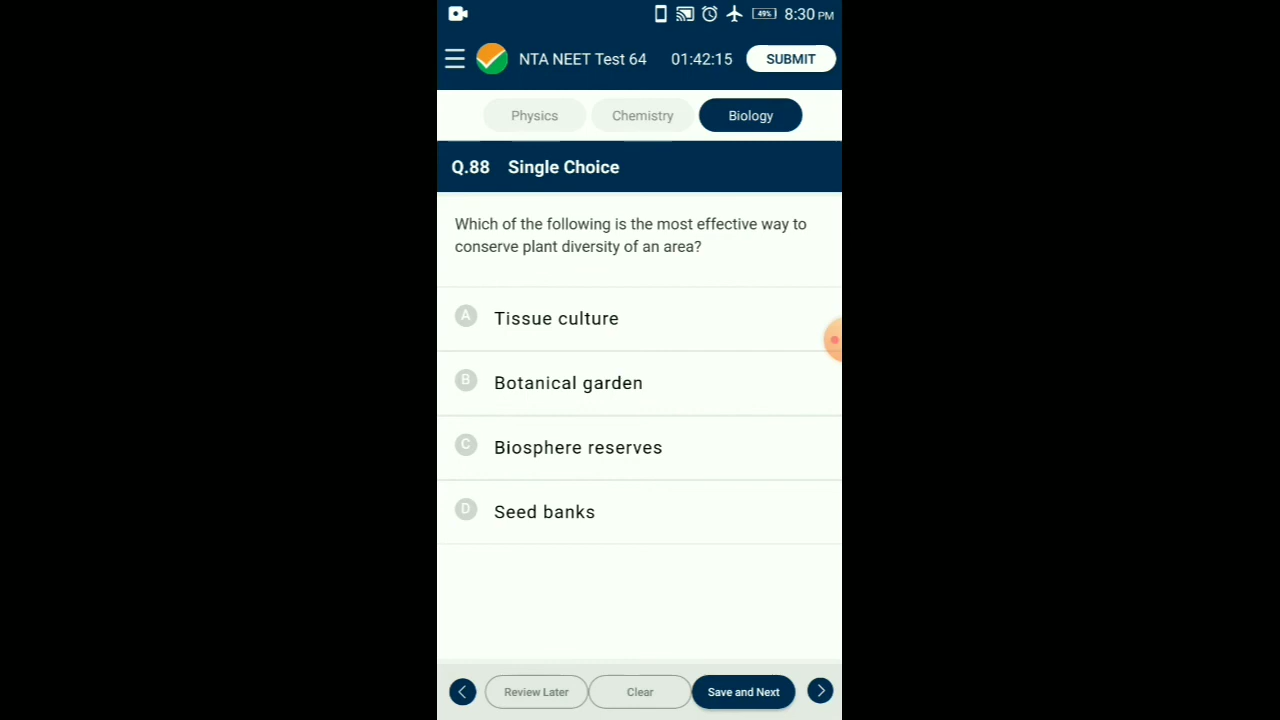 49% 8:30 PM
NTA NEET Test 64 01:42:15 SUBMIT
Physics Chemistry Biology
Q.88 Single Choice
Which of the following is the most effective way to
conserve plant diversity of an area?
A Tissue culture
B Botanical garden
C Biosphere reserves
D Seed banks
Review Later Clear Save and Next